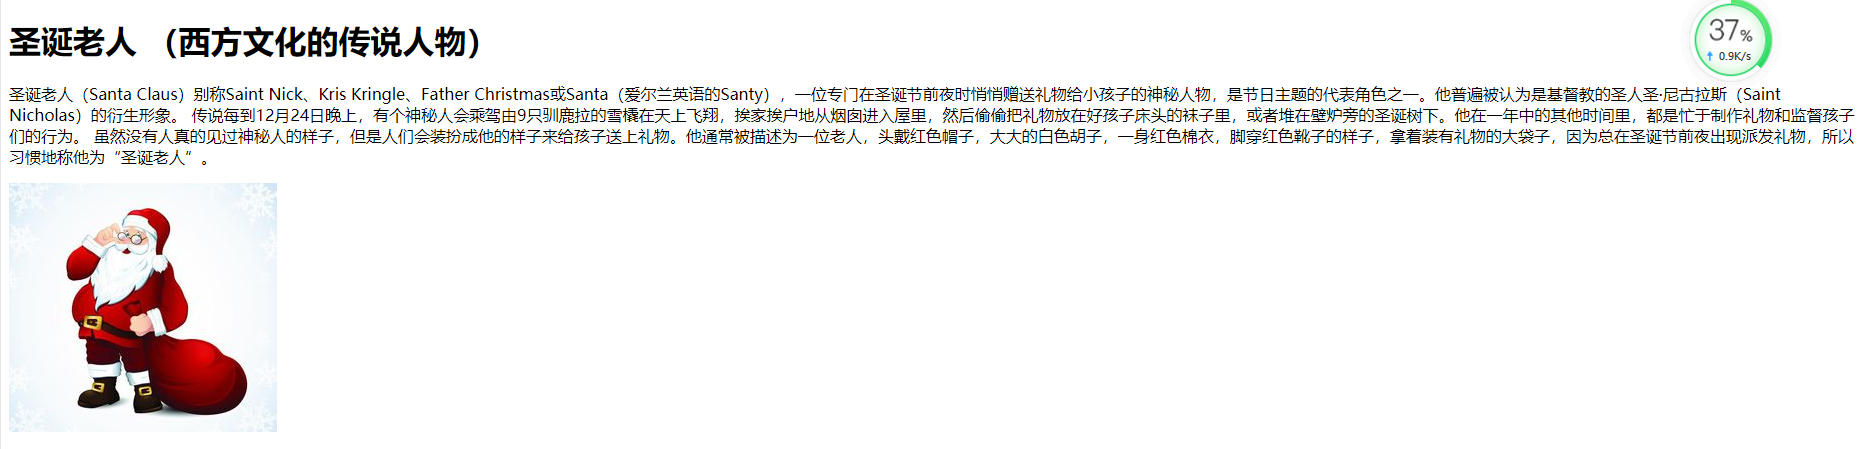 圣诞老人 （西方文化的传说人物）
37%
↑ 0.9K/s
圣诞老人（Santa Claus）别称Saint Nick、Kris Kringle、Father Christmas或Santa（爱尔兰英语的Santy），一位专门在圣诞节前夜时悄悄赠送礼物给小孩子的神秘人物，是节日主题的代表角色之一。他普遍被认为是基督教的圣人圣·尼古拉斯（Saint
Nicholas）的衍生形象。 传说每到12月24日晚上，有个神秘人会乘驾由9只驯鹿拉的雪橇在天上飞翔，挨家挨户地从烟囱进入屋里，然后偷偷把礼物放在好孩子床头的袜子里，或者堆在壁炉旁的圣诞树下。他在一年中的其他时间里，都是忙于制作礼物和监督孩子
们的行为。 虽然没有人真的见过神秘人的样子，但是人们会装扮成他的样子来给孩子送上礼物。他通常被描述为一位老人，头戴红色帽子，大大的白色胡子，一身红色棉衣，脚穿红色靴子的样子，拿着装有礼物的大袋子，因为总在圣诞节前夜出现派发礼物，所以
习惯地称他为“圣诞老人”。